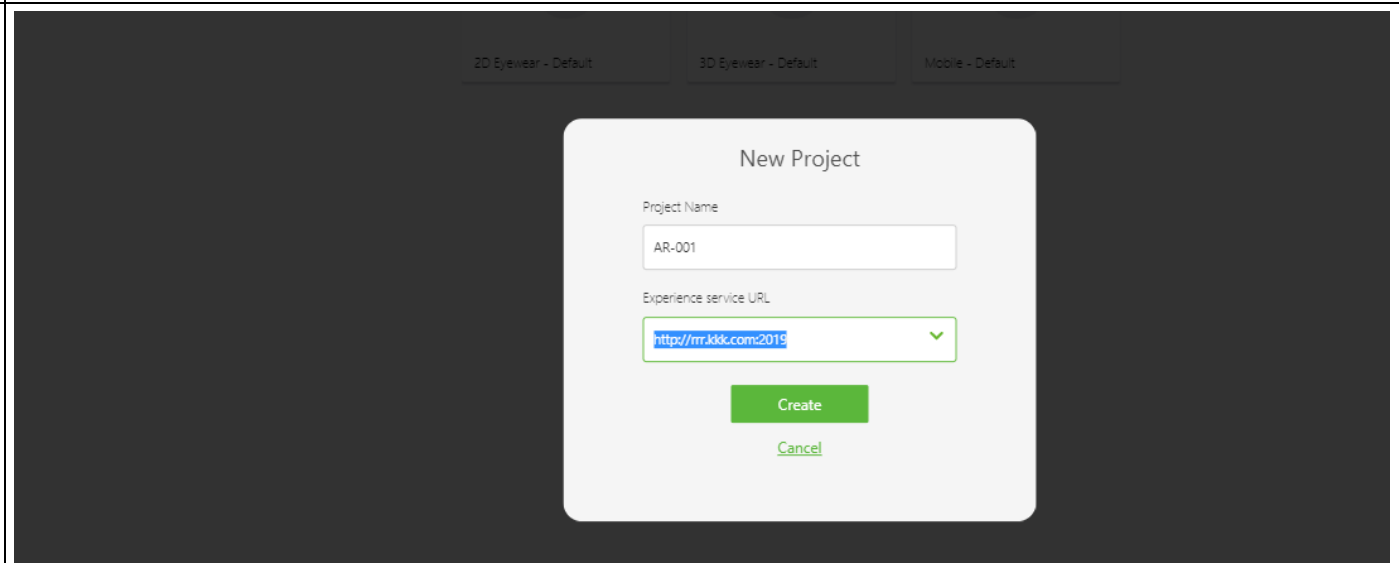 2D Eyewear - Default
3D Eyewear - Default
Mobile - Default
New Project
Project Name
AR-001
Experience service URL
http://rrr.kkk.com:2019
Create
Cancel